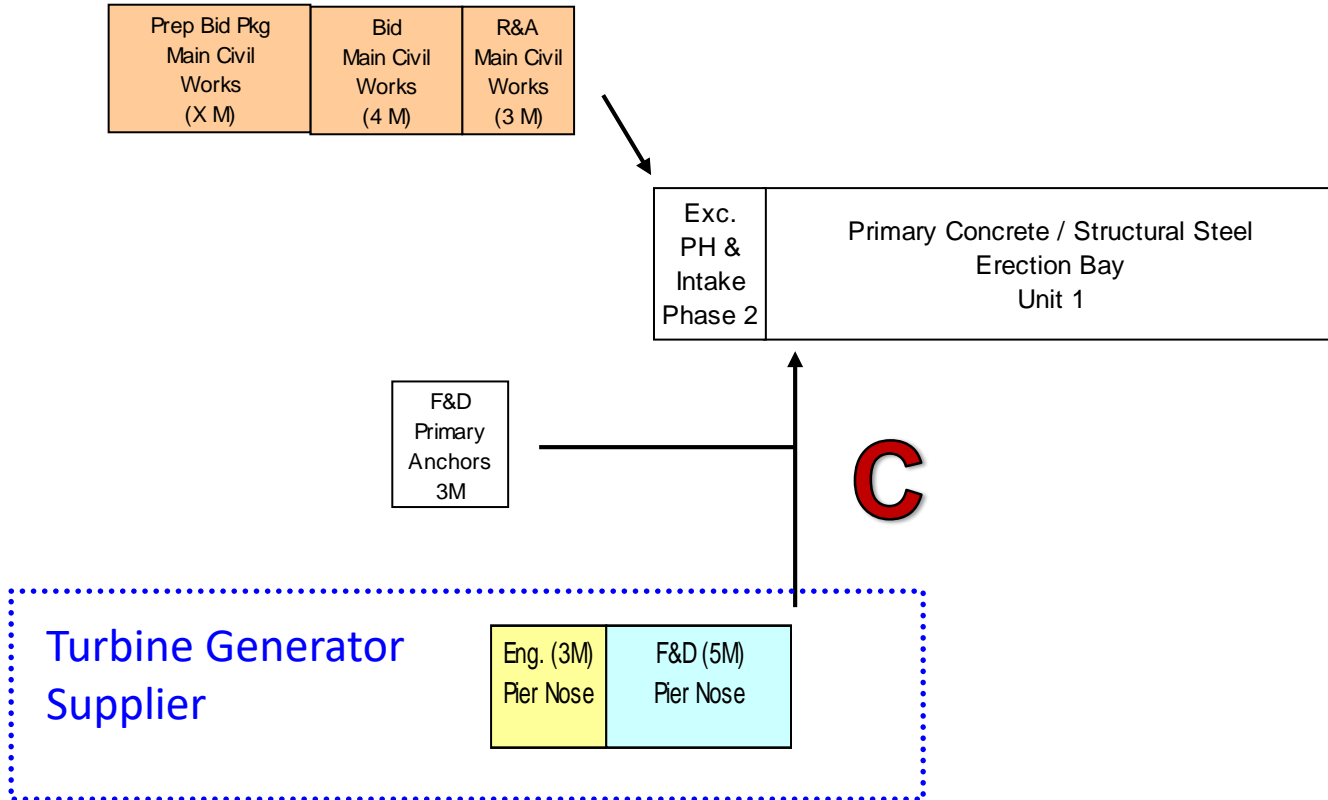 Prep Bid Pkg
Main Civil
Works
(X M)
Bid
Main Civil
Works
(4 M)
R&A
Main Civil
Works
(3 M)
Exc.
PH &
Intake
Phase 2
Primary Concrete / Structural Steel
Erection Bay
Unit 1
F&D
Primary
Anchors
3M
C
Turbine Generator
Supplier
Eng. (3M)
Pier Nose
F&D (5M)
Pier Nose